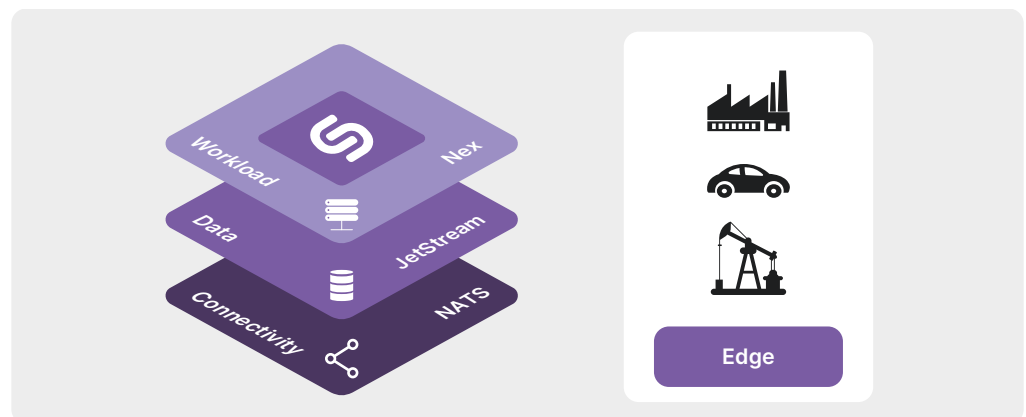 Workload
Nex
Data
JetStream
Connectivity
NATS
Edge